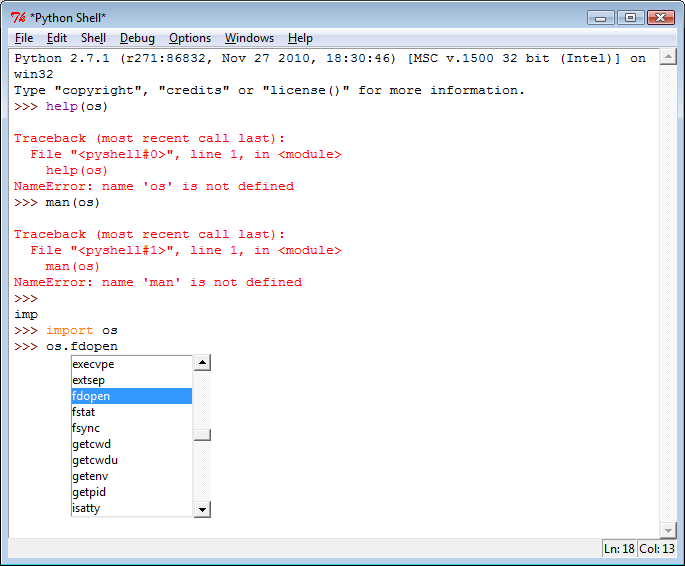 *Python Shell*
File Edit Shell Debug Options Windows Help
Python 2.7.1 (r271:86832, Nov 27 2010, 18:30:46) [MSC v.1500 32 bit (Intel)] on
win32
Type "copyright", "credits" or "license()" for more information.
>>> help(os)
Traceback (most recent call last):
  File "<pyshell#0>", line 1, in <module>
    help(os)
NameError: name 'os' is not defined
>>> man(os)
Traceback (most recent call last):
  File "<pyshell#1>", line 1, in <module>
    man(os)
NameError: name 'man' is not defined
>>>
imp
>>> import os
>>> os.fdopen
execvpe
extsep
fdopen
fstat
fsync
getcwd
getcwdu
getenv
getpid
isatty
Ln: 18 Col: 13